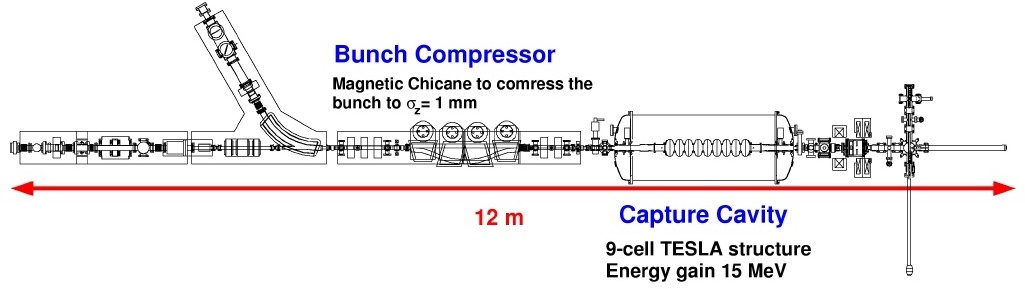 Bunch Compressor
Magnetic Chicane to comress the
bunch to σz= 1 mm
12 m
Capture Cavity
9-cell TESLA structure
Energy gain 15 MeV